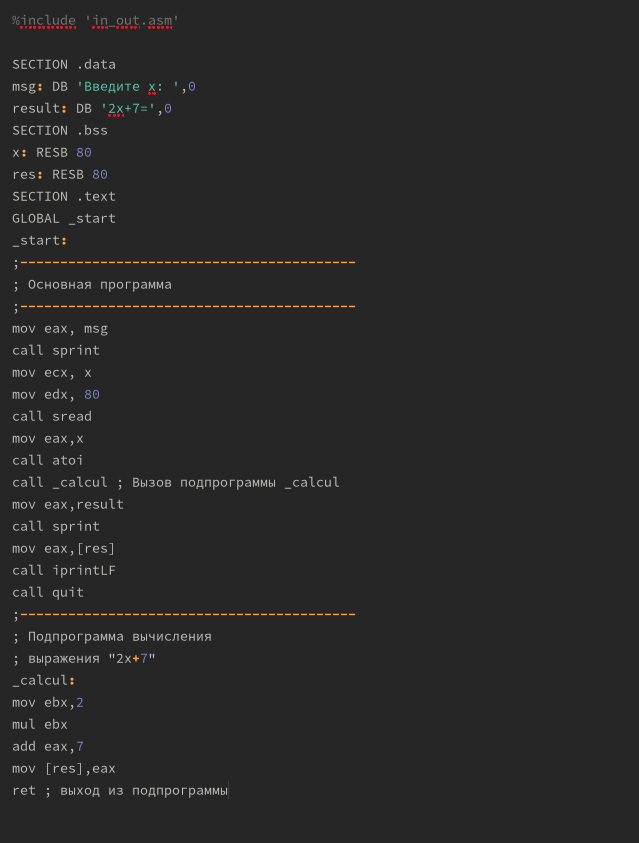 %include 'in_out.asm'
SECTION .data
msg: DB 'Введите x: ',0
result: DB '2x+7=',0
SECTION .bss
x: RESB 80
res: RESB 80
SECTION .text
GLOBAL _start
_start:
;------------------------------------------
; Основная программа
;------------------------------------------
mov eax, msg
call sprint
mov ecx, x
mov edx, 80
call sread
mov eax,x
call atoi
call _calcul ; Вызов подпрограммы _calcul
mov eax,result
call sprint
mov eax,[res]
call iprintLF
call quit
;------------------------------------------
; Подпрограмма вычисления
; выражения "2x+7"
_calcul:
mov ebx,2
mul ebx
add eax,7
mov [res],eax
ret ; выход из подпрограммы